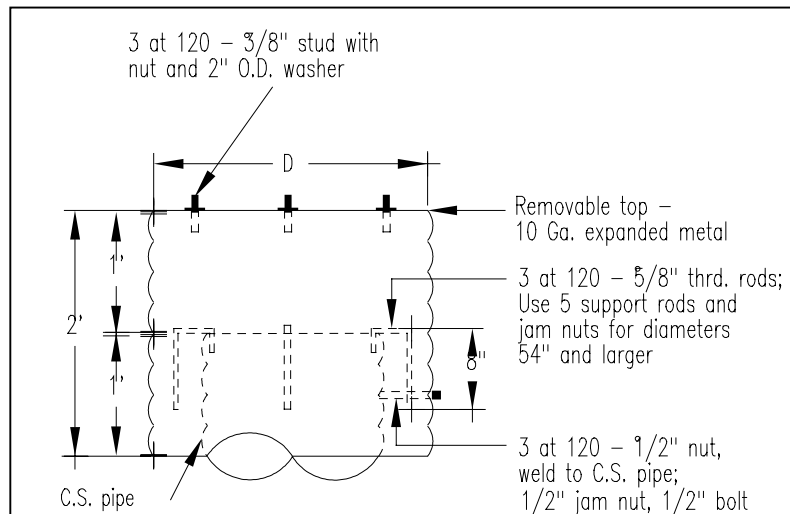 3 at 120 - 3/8" stud with
nut and 2" O.D. washer
D
Removable top -
10 Ga. expanded metal
1'
3 at 120 - 5/8" thrd. rods;
Use 5 support rods and
jam nuts for diameters
54" and larger
2'
1'
8"
3 at 120 - 1/2" nut,
weld to C.S. pipe;
1/2" jam nut, 1/2" bolt
C.S. pipe